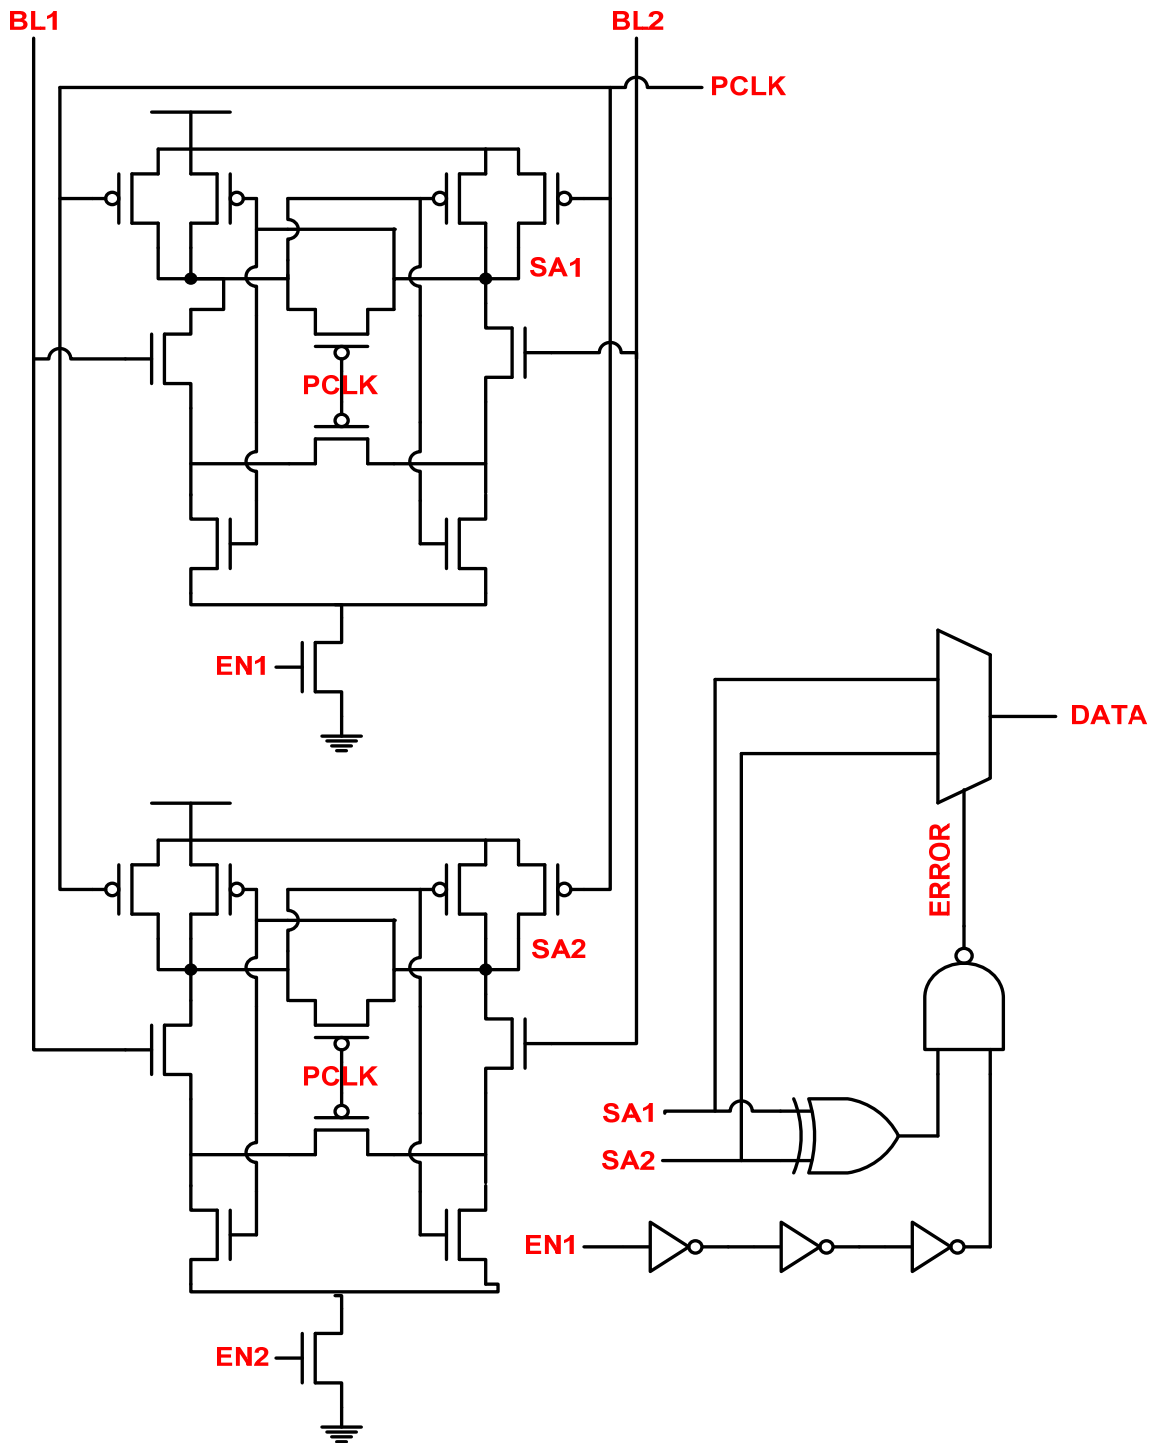 BL1
BL2
PCLK
SA1
PCLK
EN1
DATA
ERROR
SA2
PCLK
SA1
SA2
EN1
EN2